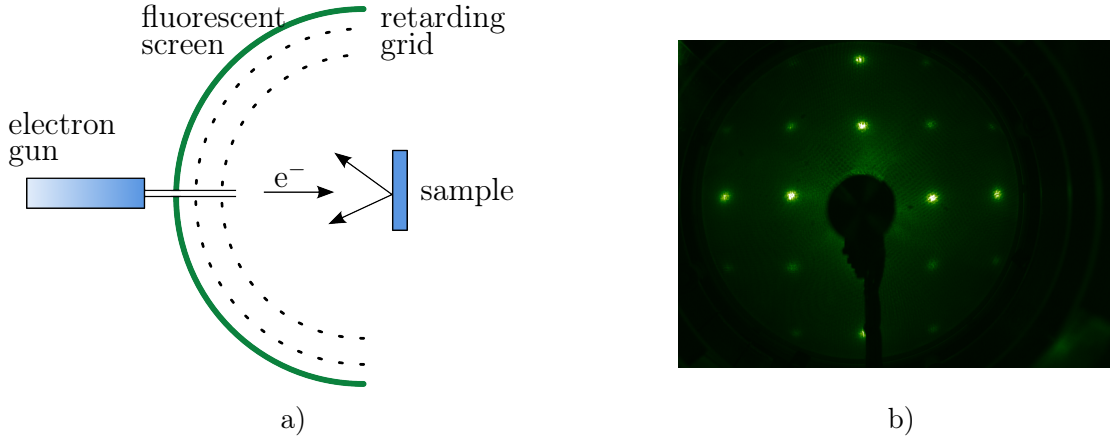 fluorescent
screen
retarding
grid
electron
gun
e⁻
sample
a)
b)